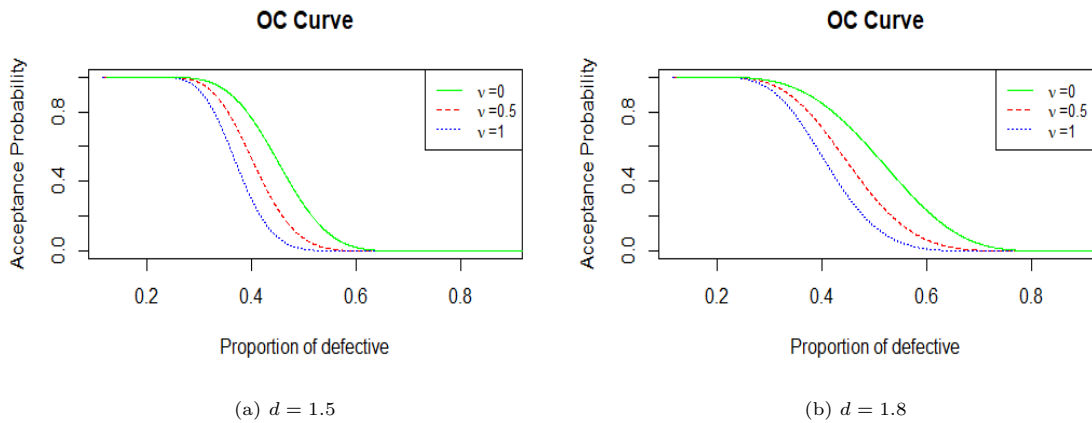 OC Curve
Acceptance Probability
0.0
0.4
0.8
0.2
0.4
0.6
0.8
Proportion of defective
ν=0
ν=0.5
ν=1
(a) d = 1.5
OC Curve
Acceptance Probability
0.0
0.4
0.8
0.2
0.4
0.6
0.8
Proportion of defective
ν=0
ν=0.5
ν=1
(b) d = 1.8